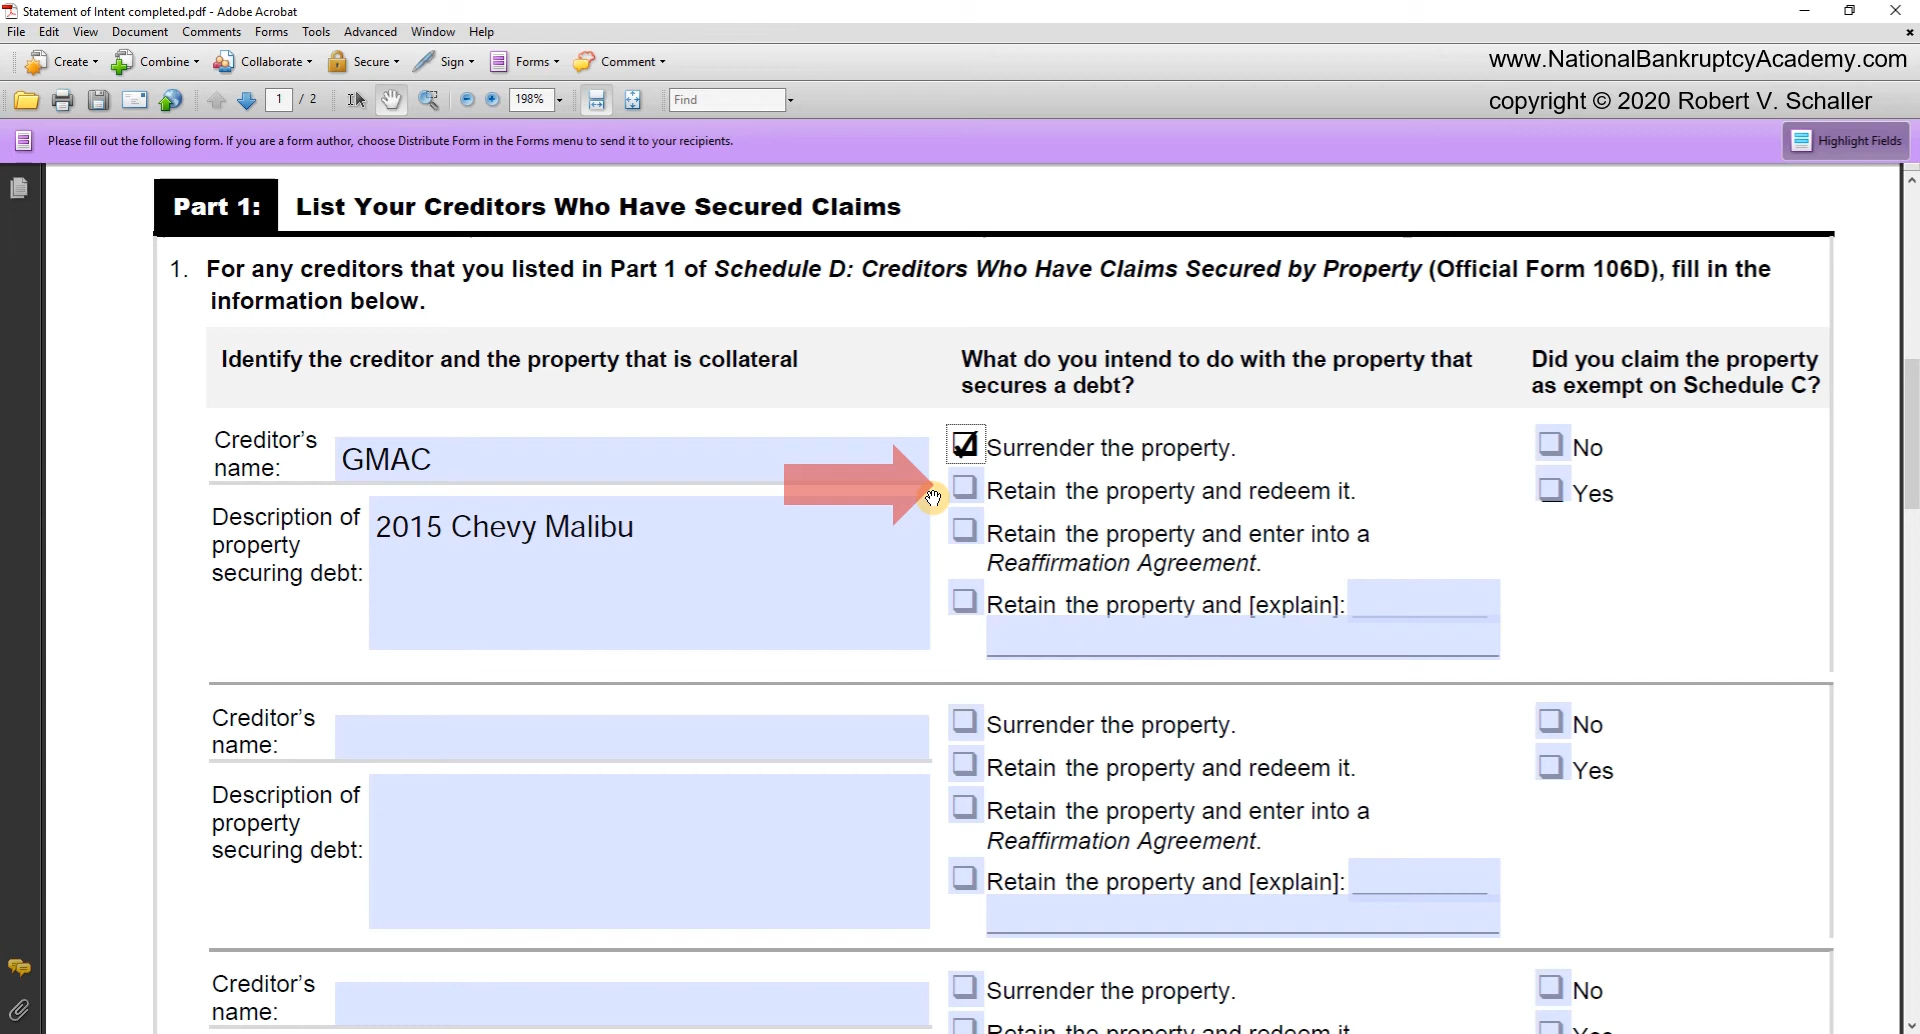 Statement of Intent completed.pdf - Adobe Acrobat
File Edit View Document Comments Forms Tools Advanced Window Help
Create Combine Collaborate Secure Sign Forms Comment
www.NationalBankruptcyAcademy.com
1 / 2 198% Find
copyright © 2020 Robert V. Schaller
Please fill out the following form. If you are a form author, choose Distribute Form in the Forms menu to send it to your recipients.
Highlight Fields
Part 1: List Your Creditors Who Have Secured Claims
1. For any creditors that you listed in Part 1 of Schedule D: Creditors Who Have Claims Secured by Property (Official Form 106D), fill in the
information below.
Identify the creditor and the property that is collateral
What do you intend to do with the property that
secures a debt?
Did you claim the property
as exempt on Schedule C?
Creditor's
name:
GMAC
Description of
property
securing debt:
2015 Chevy Malibu
Surrender the property.
Retain the property and redeem it.
Retain the property and enter into a
Reaffirmation Agreement.
Retain the property and [explain]:
No
Yes
Creditor's
name:
Description of
property
securing debt:
Surrender the property.
Retain the property and redeem it.
Retain the property and enter into a
Reaffirmation Agreement.
Retain the property and [explain]:
No
Yes
Creditor's
name:
Surrender the property.
Retain the property and redeem it.
No
Yes